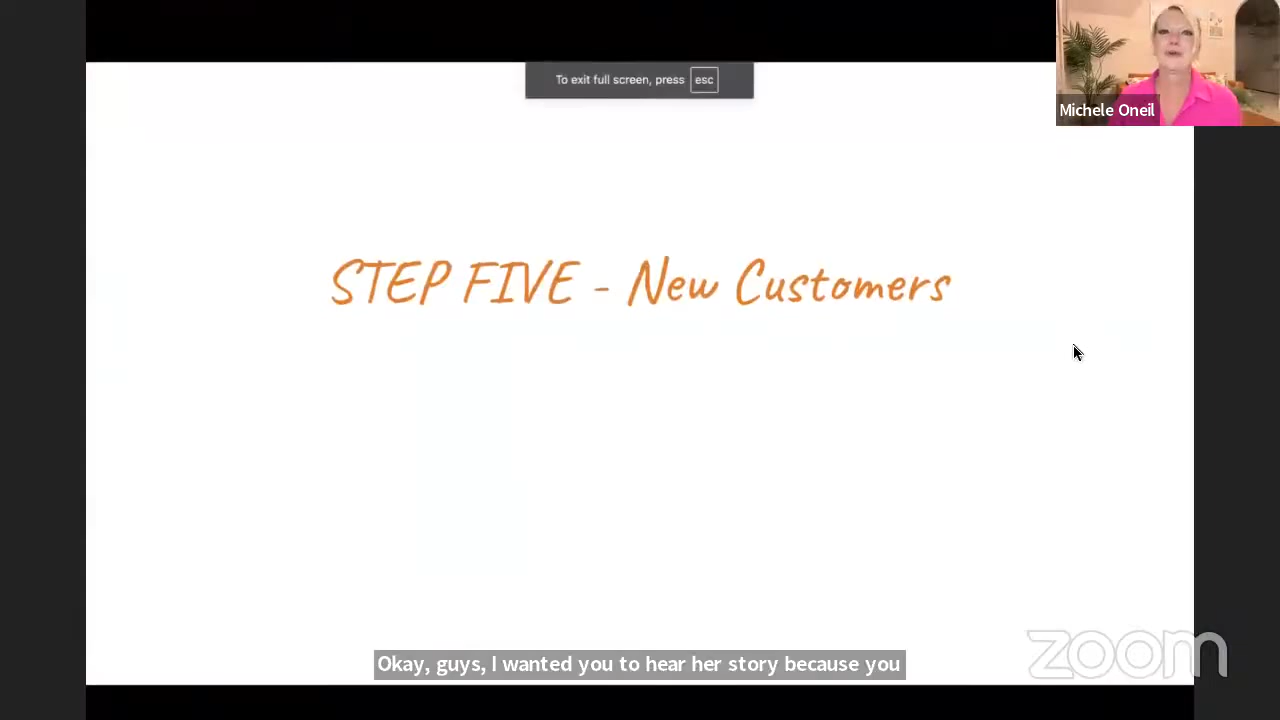 To exit full screen, press esc
Michele Oneil
STEP FIVE - New Customers
Okay, guys, I wanted you to hear her story because you
zoom